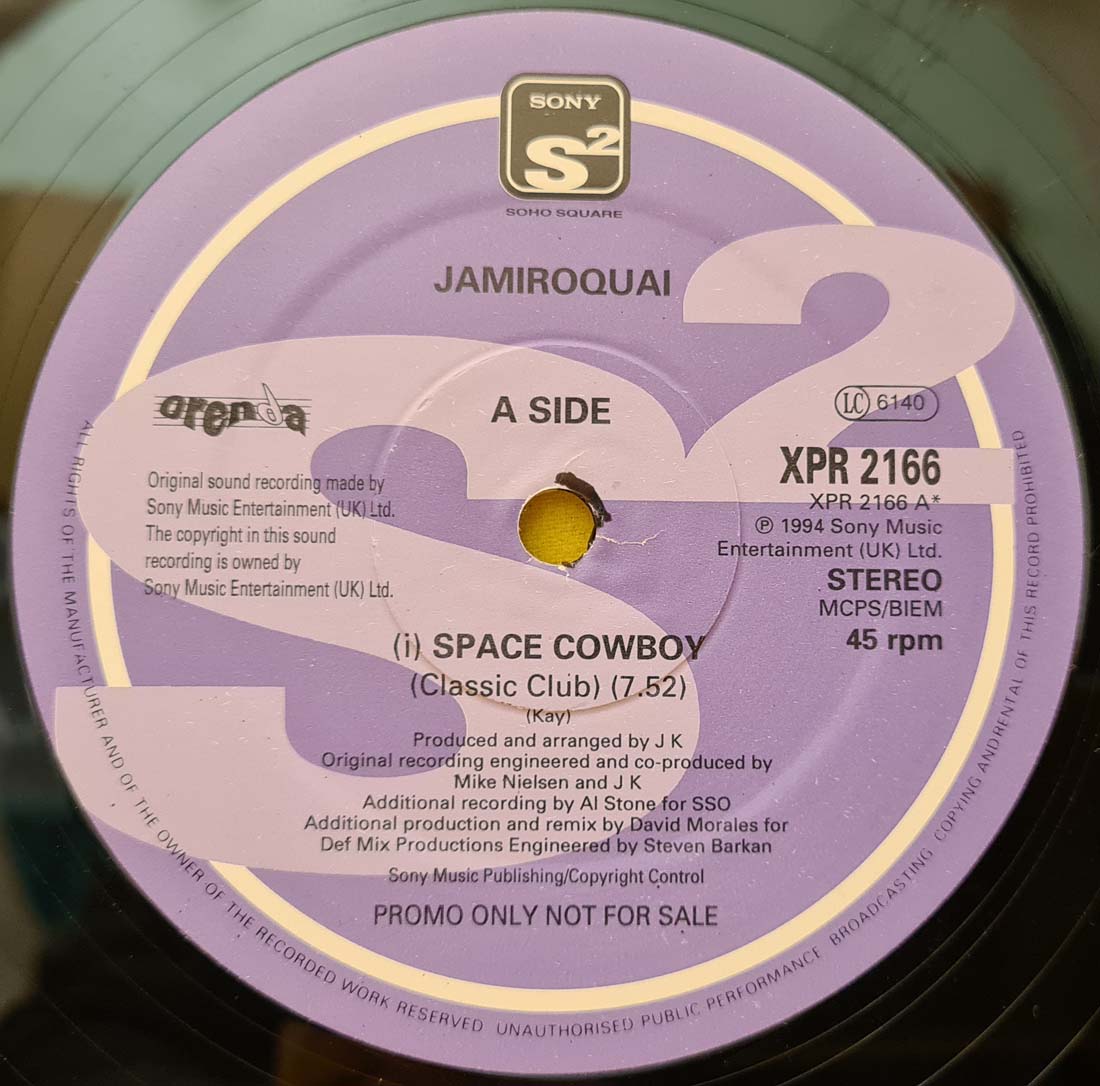 SONY
S2
SOHO SQUARE
JAMIROQUAI
A SIDE
arenda
Original sound recording made by
Sony Music Entertainment (UK) Ltd.
The copyright in this sound
recording is owned by
Sony Music Entertainment (UK) Ltd.
LC 6140
XPR 2166
XPR 2166 A*
℗ 1994 Sony Music
Entertainment (UK) Ltd.
STEREO
MCPS/BIEM
45 rpm
(i) SPACE COWBOY
(Classic Club) (7.52)
(Kay)
Produced and arranged by J K
Original recording engineered and co-produced by
Mike Nielsen and J K
Additional recording by Al Stone for SSO
Additional production and remix by David Morales for
Def Mix Productions Engineered by Steven Barkan
Sony Music Publishing/Copyright Control
PROMO ONLY NOT FOR SALE
ALL RIGHTS OF THE MANUFACTURER AND OF THE OWNER OF THE RECORDED WORK RESERVED UNAUTHORISED PUBLIC PERFORMANCE BROADCASTING COPYING ANDRENTAL OF THIS RECORD PROHIBITED
S2